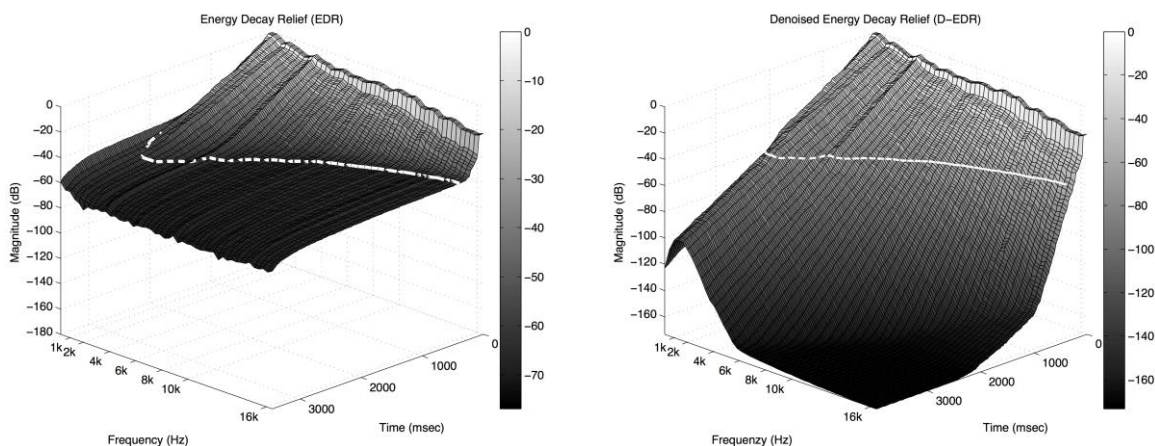 Energy Decay Relief (EDR)
0
−20
−40
−60
−80
−100
−120
−140
−160
−180
Magnitude (dB)
1k
2k
4k
6k
8k
10k
16k
Frequency (Hz)
3000
2000
1000
0
Time (msec)
0
−10
−20
−30
−40
−50
−60
−70
Denoised Energy Decay Relief (D−EDR)
0
−20
−40
−60
−80
−100
−120
−140
−160
Magnitude (dB)
1k
2k
4k
6k
8k
10k
16k
Frequenzy (Hz)
3000
2000
1000
0
Time (msec)
0
−20
−40
−60
−80
−100
−120
−140
−160